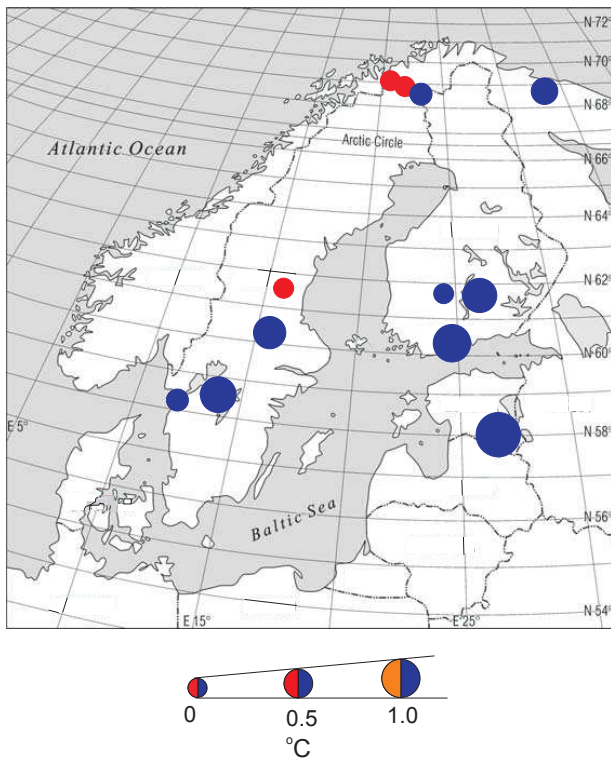 N 72°
N 70°
N 68°
Arctic Circle
Atlantic Ocean
N 66°
N 64°
N 62°
N 60°
E 5°
N 58°
Baltic Sea
N 56°
N 54°
E 15°
E 25°
0
0.5
1.0
°C